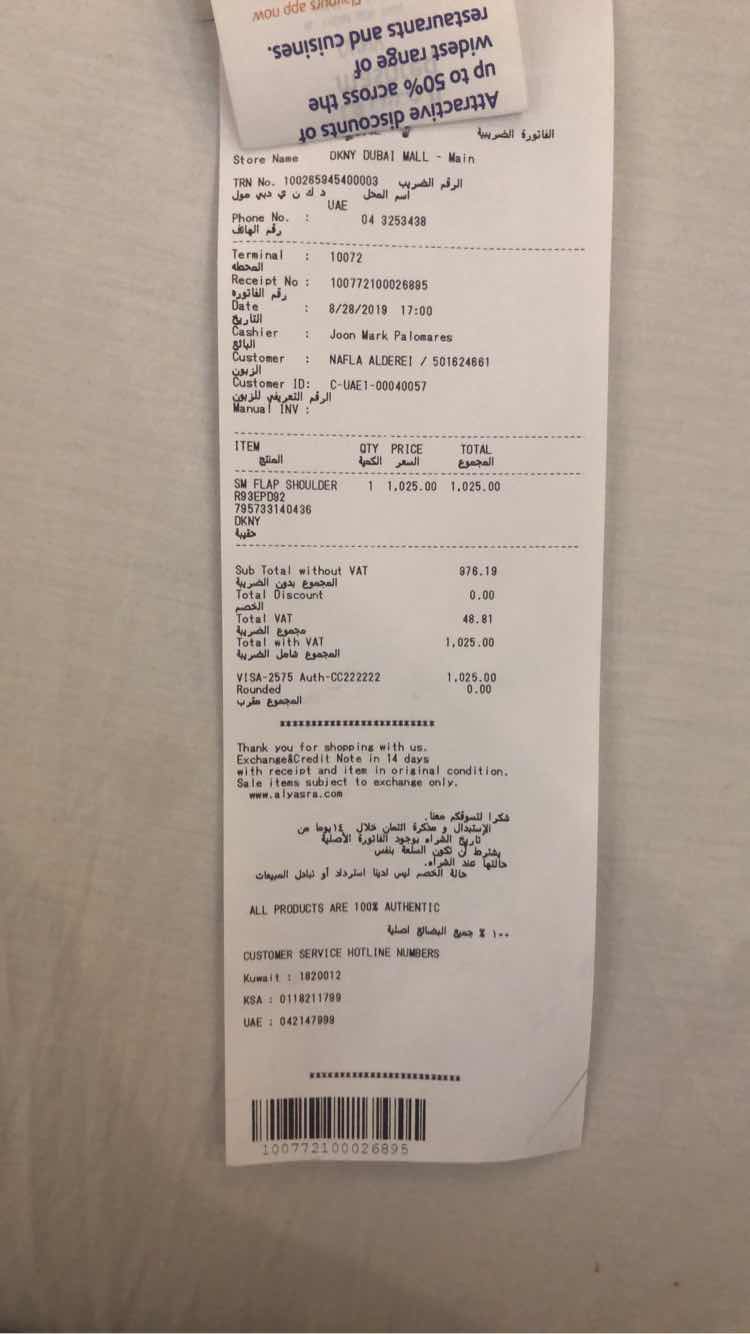 Flavours app now
Attractive discounts of
up to 50% across the
widest range of
restaurants and cuisines.
الفاتورة الضريبية
Store Name DKNY DUBAI MALL - Main
TRN No. 100265945400003 الرقم الضريب
اسم المحل د ك ن ي دبي مول
UAE
Phone No. : 04 3253438
رقم الهاتف
Terminal : 10072
المحطه
Receipt No : 100772100026895
رقم الفاتوره
Date : 8/28/2019 17:00
التاريخ
Cashier : Joon Mark Palomares
البائع
Customer : NAFLA ALDEREI / 501624661
الزبون
Customer ID: C-UAE1-00040057
الرقم التعريفي للزبون
Manual INV :
ITEM QTY PRICE TOTAL
المنتج الكمية السعر المجموع
SM FLAP SHOULDER 1 1,025.00 1,025.00
R93EPD92
795733140436
DKNY
حقيبة
Sub Total without VAT 976.19
المجموع بدون الضريبة
Total Discount 0.00
الخصم
Total VAT 48.81
مجموع الضريبة
Total with VAT 1,025.00
المجموع شامل الضريبة
VISA-2575 Auth-CC222222 1,025.00
Rounded 0.00
المجموع مقرب
*************************
Thank you for shopping with us.
Exchange&Credit Note in 14 days
with receipt and item in original condition.
Sale items subject to exchange only.
www.alyasra.com
شكرا للتسوقكم معنا.
الإستبدال و مذكرة الثمان خلال ١٤ يوما من
تاريخ الشراء بوجود الفاتورة الأصلية
يشترط أن تكون السلعة بنفس
حالتها عند الشراء.
حالة الخصم ليس لدينا استرداد أو تبادل المبيعات
ALL PRODUCTS ARE 100% AUTHENTIC
١٠٠ % جميع البضائع اصلية
CUSTOMER SERVICE HOTLINE NUMBERS
Kuwait : 1820012
KSA : 0118211799
UAE : 042147999
*************************
100772100026895